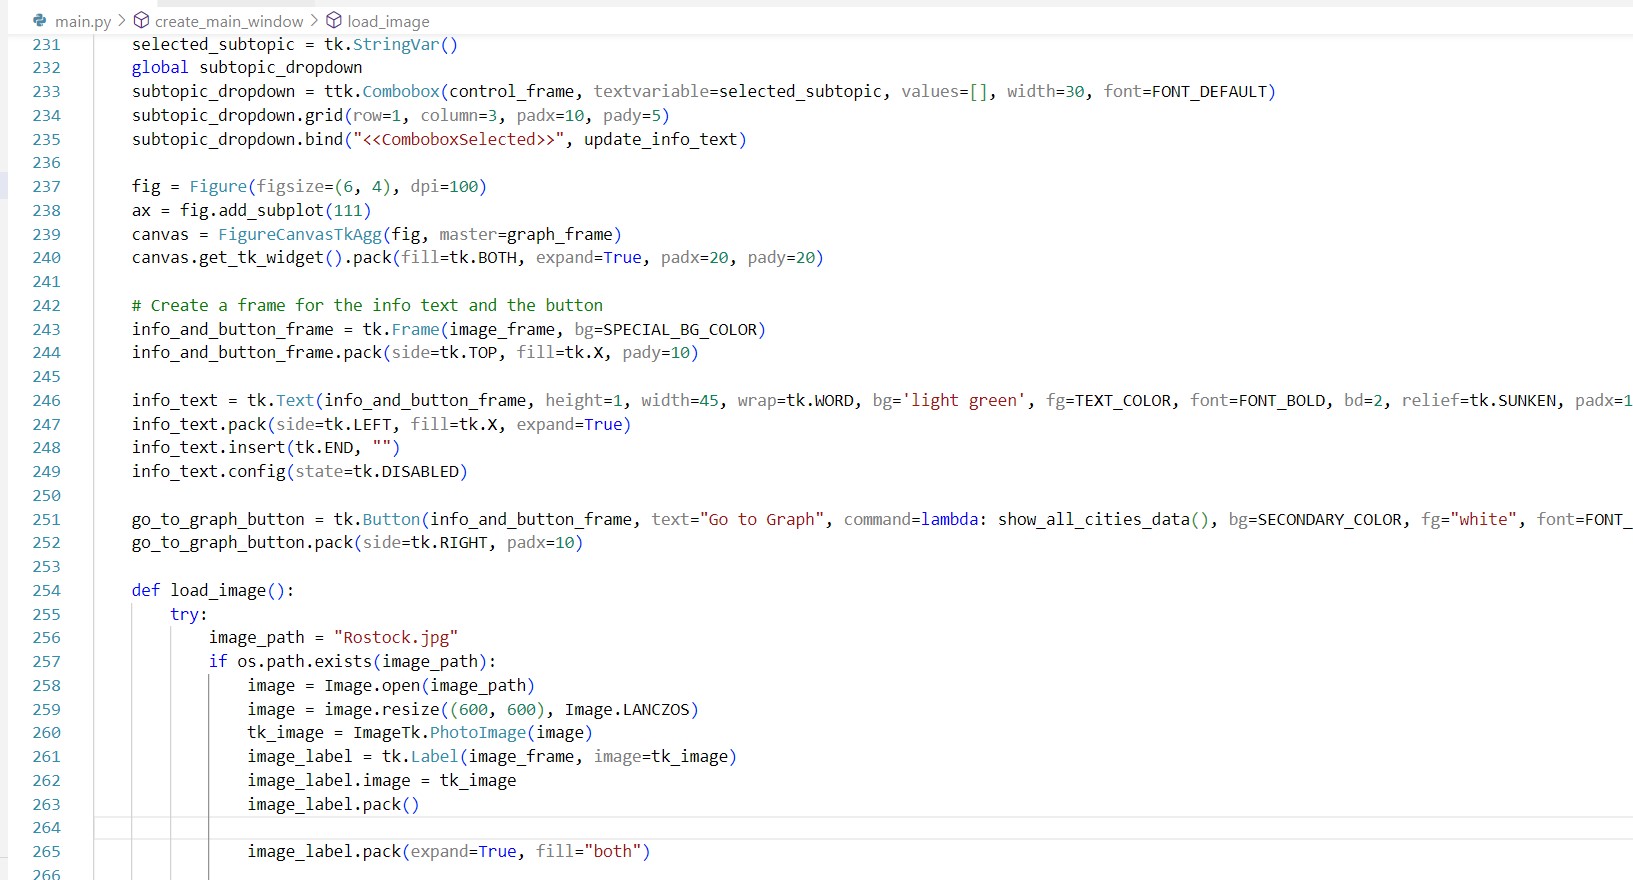 main.py > create_main_window > load_image
231 selected_subtopic = tk.StringVar()
232 global subtopic_dropdown
233 subtopic_dropdown = ttk.Combobox(control_frame, textvariable=selected_subtopic, values=[], width=30, font=FONT_DEFAULT)
234 subtopic_dropdown.grid(row=1, column=3, padx=10, pady=5)
235 subtopic_dropdown.bind("<<ComboboxSelected>>", update_info_text)
236
237 fig = Figure(figsize=(6, 4), dpi=100)
238 ax = fig.add_subplot(111)
239 canvas = FigureCanvasTkAgg(fig, master=graph_frame)
240 canvas.get_tk_widget().pack(fill=tk.BOTH, expand=True, padx=20, pady=20)
241
242 # Create a frame for the info text and the button
243 info_and_button_frame = tk.Frame(image_frame, bg=SPECIAL_BG_COLOR)
244 info_and_button_frame.pack(side=tk.TOP, fill=tk.X, pady=10)
245
246 info_text = tk.Text(info_and_button_frame, height=1, width=45, wrap=tk.WORD, bg='light green', fg=TEXT_COLOR, font=FONT_BOLD, bd=2, relief=tk.SUNKEN, padx=1
247 info_text.pack(side=tk.LEFT, fill=tk.X, expand=True)
248 info_text.insert(tk.END, "")
249 info_text.config(state=tk.DISABLED)
250
251 go_to_graph_button = tk.Button(info_and_button_frame, text="Go to Graph", command=lambda: show_all_cities_data(), bg=SECONDARY_COLOR, fg="white", font=FONT_
252 go_to_graph_button.pack(side=tk.RIGHT, padx=10)
253
254 def load_image():
255 try:
256 image_path = "Rostock.jpg"
257 if os.path.exists(image_path):
258 image = Image.open(image_path)
259 image = image.resize((600, 600), Image.LANCZOS)
260 tk_image = ImageTk.PhotoImage(image)
261 image_label = tk.Label(image_frame, image=tk_image)
262 image_label.image = tk_image
263 image_label.pack()
264
265 image_label.pack(expand=True, fill="both")
266